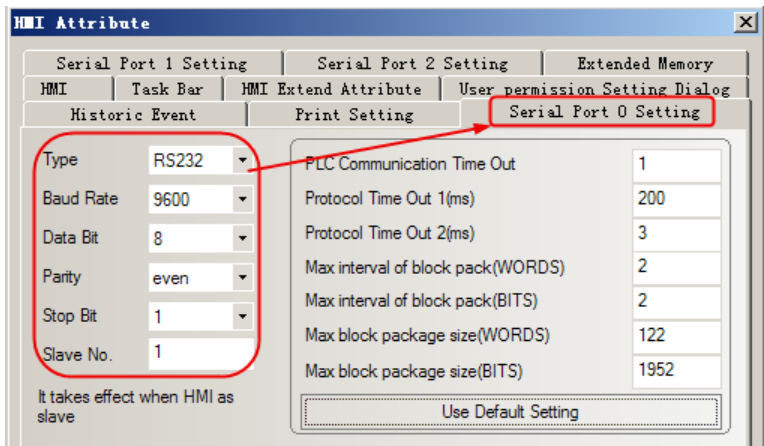 HMI Attribute
Serial Port 1 Setting Serial Port 2 Setting Extended Memory
HMI Task Bar HMI Extend Attribute User permission Setting Dialog
Historic Event Print Setting Serial Port 0 Setting
Type RS232
Baud Rate 9600
Data Bit 8
Parity even
Stop Bit 1
Slave No. 1
It takes effect when HMI as
slave
PLC Communication Time Out 1
Protocol Time Out 1(ms) 200
Protocol Time Out 2(ms) 3
Max interval of block pack(WORDS) 2
Max interval of block pack(BITS) 2
Max block package size(WORDS) 122
Max block package size(BITS) 1952
Use Default Setting